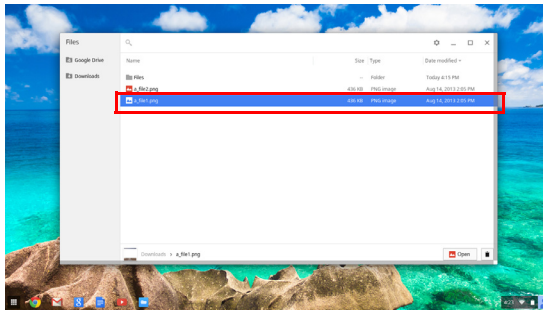 Files
Google Drive
Downloads
Name Size Type Date modified
Files -- Folder Today 4:15 PM
a_file2.png 436 KB PNG image Aug 14, 2013 2:05 PM
a_file1.png 436 KB PNG image Aug 14, 2013 2:05 PM
Downloads a_file1.png Open
4:23